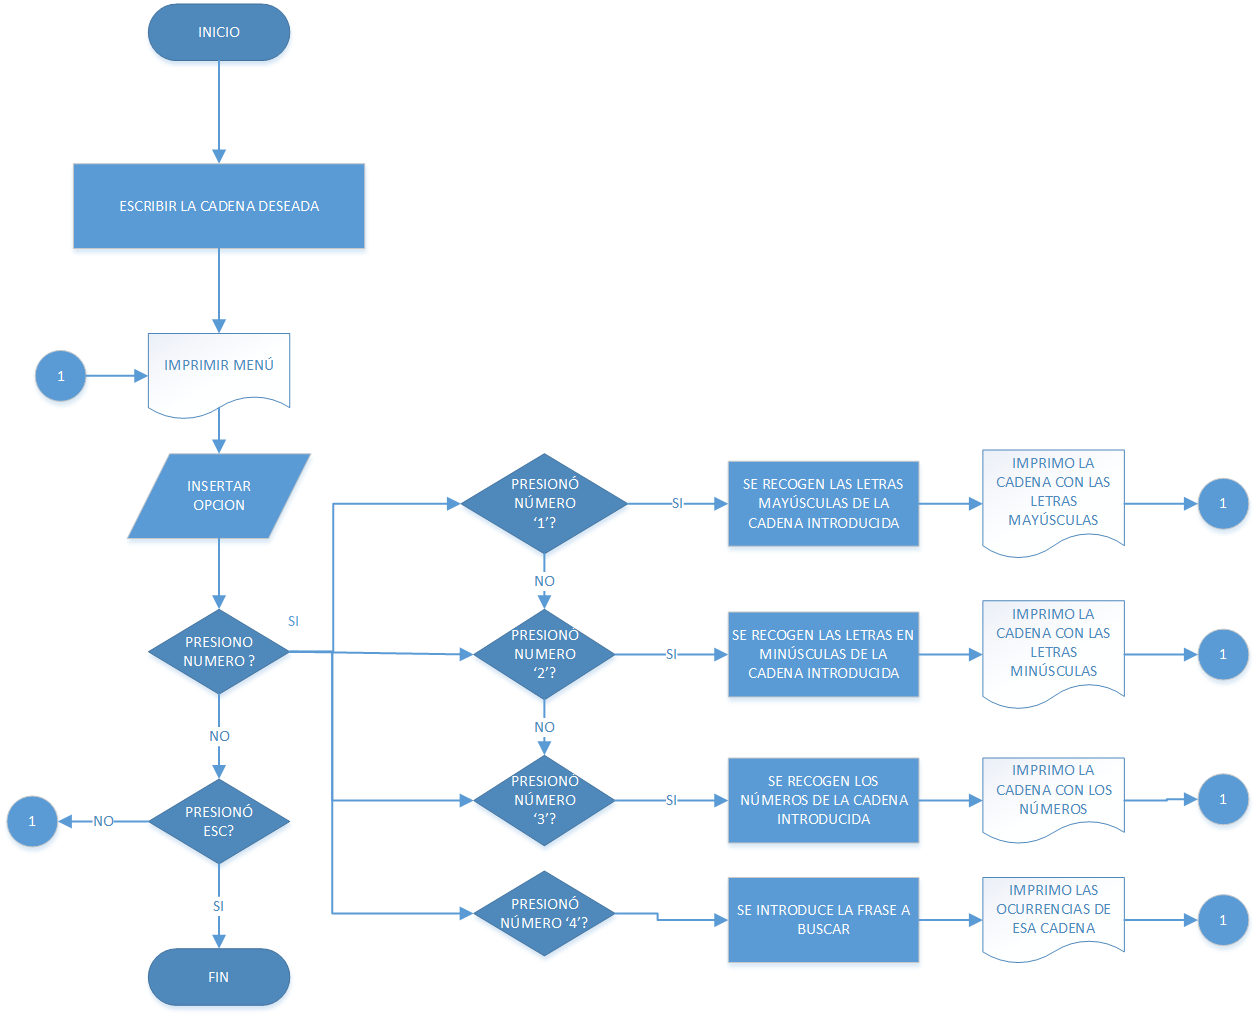 INICIO
ESCRIBIR LA CADENA DESEADA
1
IMPRIMIR MENÚ
INSERTAR
OPCION
PRESIONO
NUMERO ?
SI
NO
PRESIONÓ
ESC?
NO
1
SI
FIN
PRESIONÓ
NÚMERO
‘1’?
SI
SE RECOGEN LAS LETRAS
MAYÚSCULAS DE LA
CADENA INTRODUCIDA
IMPRIMO LA
CADENA CON LAS
LETRAS
MAYÚSCULAS
1
NO
PRESIONÓ
NUMERO
‘2’?
SI
SE RECOGEN LAS LETRAS EN
MINÚSCULAS DE LA
CADENA INTRODUCIDA
IMPRIMO LA
CADENA CON LAS
LETRAS
MINÚSCULAS
1
NO
PRESIONÓ
NÚMERO
‘3’?
SI
SE RECOGEN LOS
NÚMEROS DE LA CADENA
INTRODUCIDA
IMPRIMO LA
CADENA CON LOS
NÚMEROS
1
PRESIONÓ
NÚMERO ‘4’?
SE INTRODUCE LA FRASE A
BUSCAR
IMPRIMO LAS
OCURRENCIAS DE
ESA CADENA
1